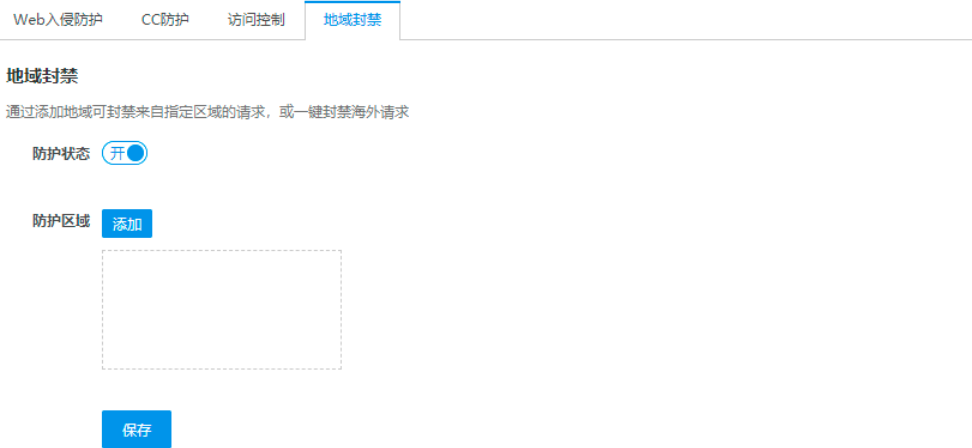 Web入侵防护 CC防护 访问控制 地域封禁
地域封禁
通过添加地域可封禁来自指定区域的请求，或一键封禁海外请求
防护状态 开
防护区域 添加
保存